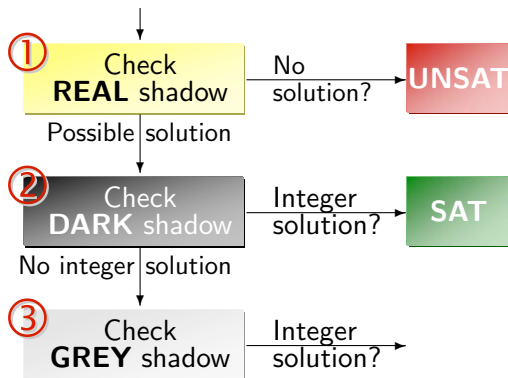 1
Check
REAL shadow
No
solution?
UNSAT
Possible solution
2
Check
DARK shadow
Integer
solution?
SAT
No integer solution
3
Check
GREY shadow
Integer
solution?